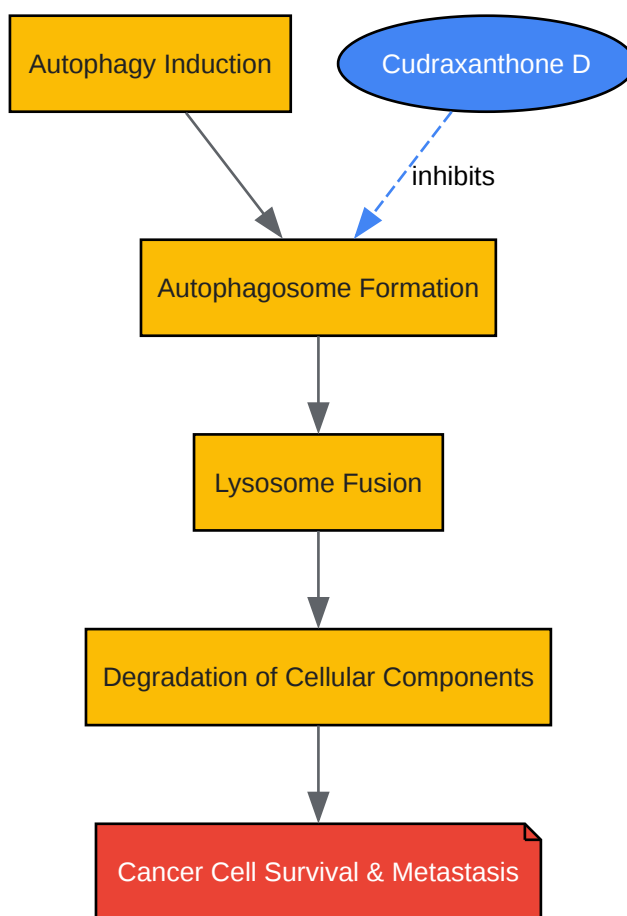 Autophagy Induction
Cudraxanthone D
inhibits
Autophagosome Formation
Lysosome Fusion
Degradation of Cellular Components
Cancer Cell Survival & Metastasis